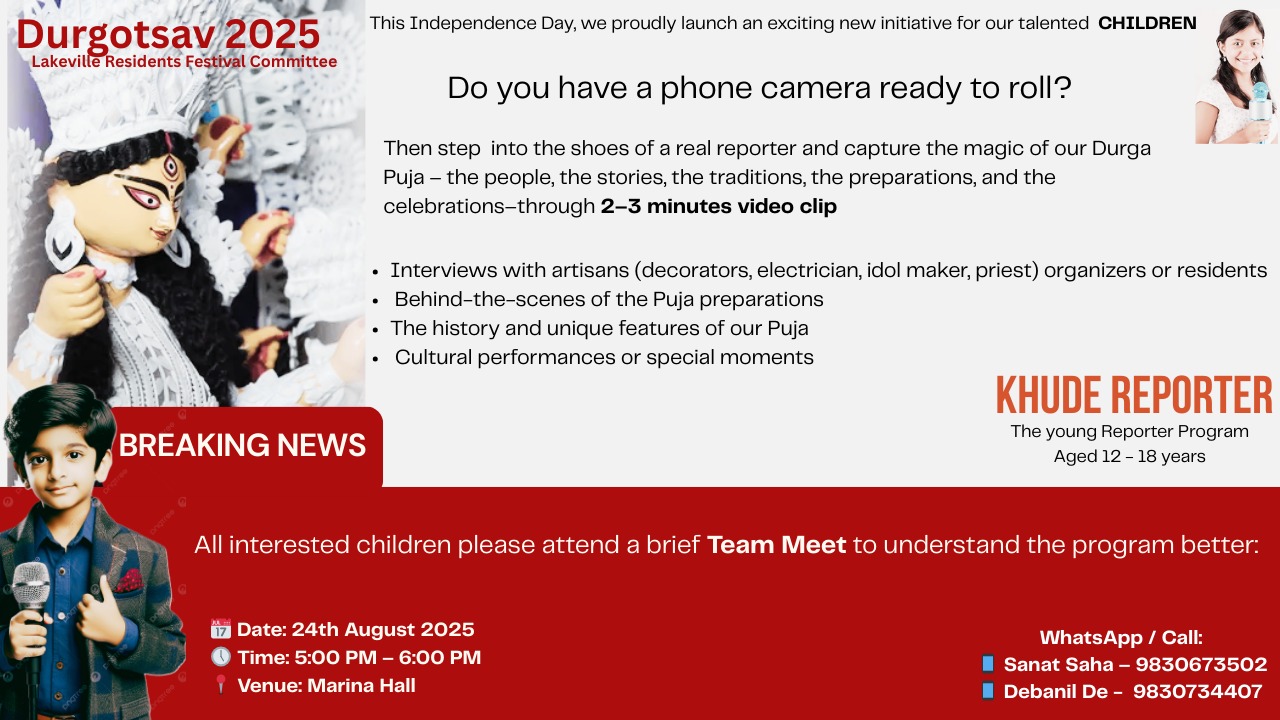 Durgotsav 2025
Lakeville Residents Festival Committee
This Independence Day, we proudly launch an exciting new initiative for our talented CHILDREN
Do you have a phone camera ready to roll?
Then step into the shoes of a real reporter and capture the magic of our Durga
Puja – the people, the stories, the traditions, the preparations, and the
celebrations–through 2–3 minutes video clip
• Interviews with artisans (decorators, electrician, idol maker, priest) organizers or residents
• Behind-the-scenes of the Puja preparations
• The history and unique features of our Puja
• Cultural performances or special moments
KHUDE REPORTER
The young Reporter Program
Aged 12 - 18 years
BREAKING NEWS
All interested children please attend a brief Team Meet to understand the program better:
📅 Date: 24th August 2025
🕔 Time: 5:00 PM – 6:00 PM
📍 Venue: Marina Hall
WhatsApp / Call:
📱 Sanat Saha – 9830673502
📱 Debanil De - 9830734407